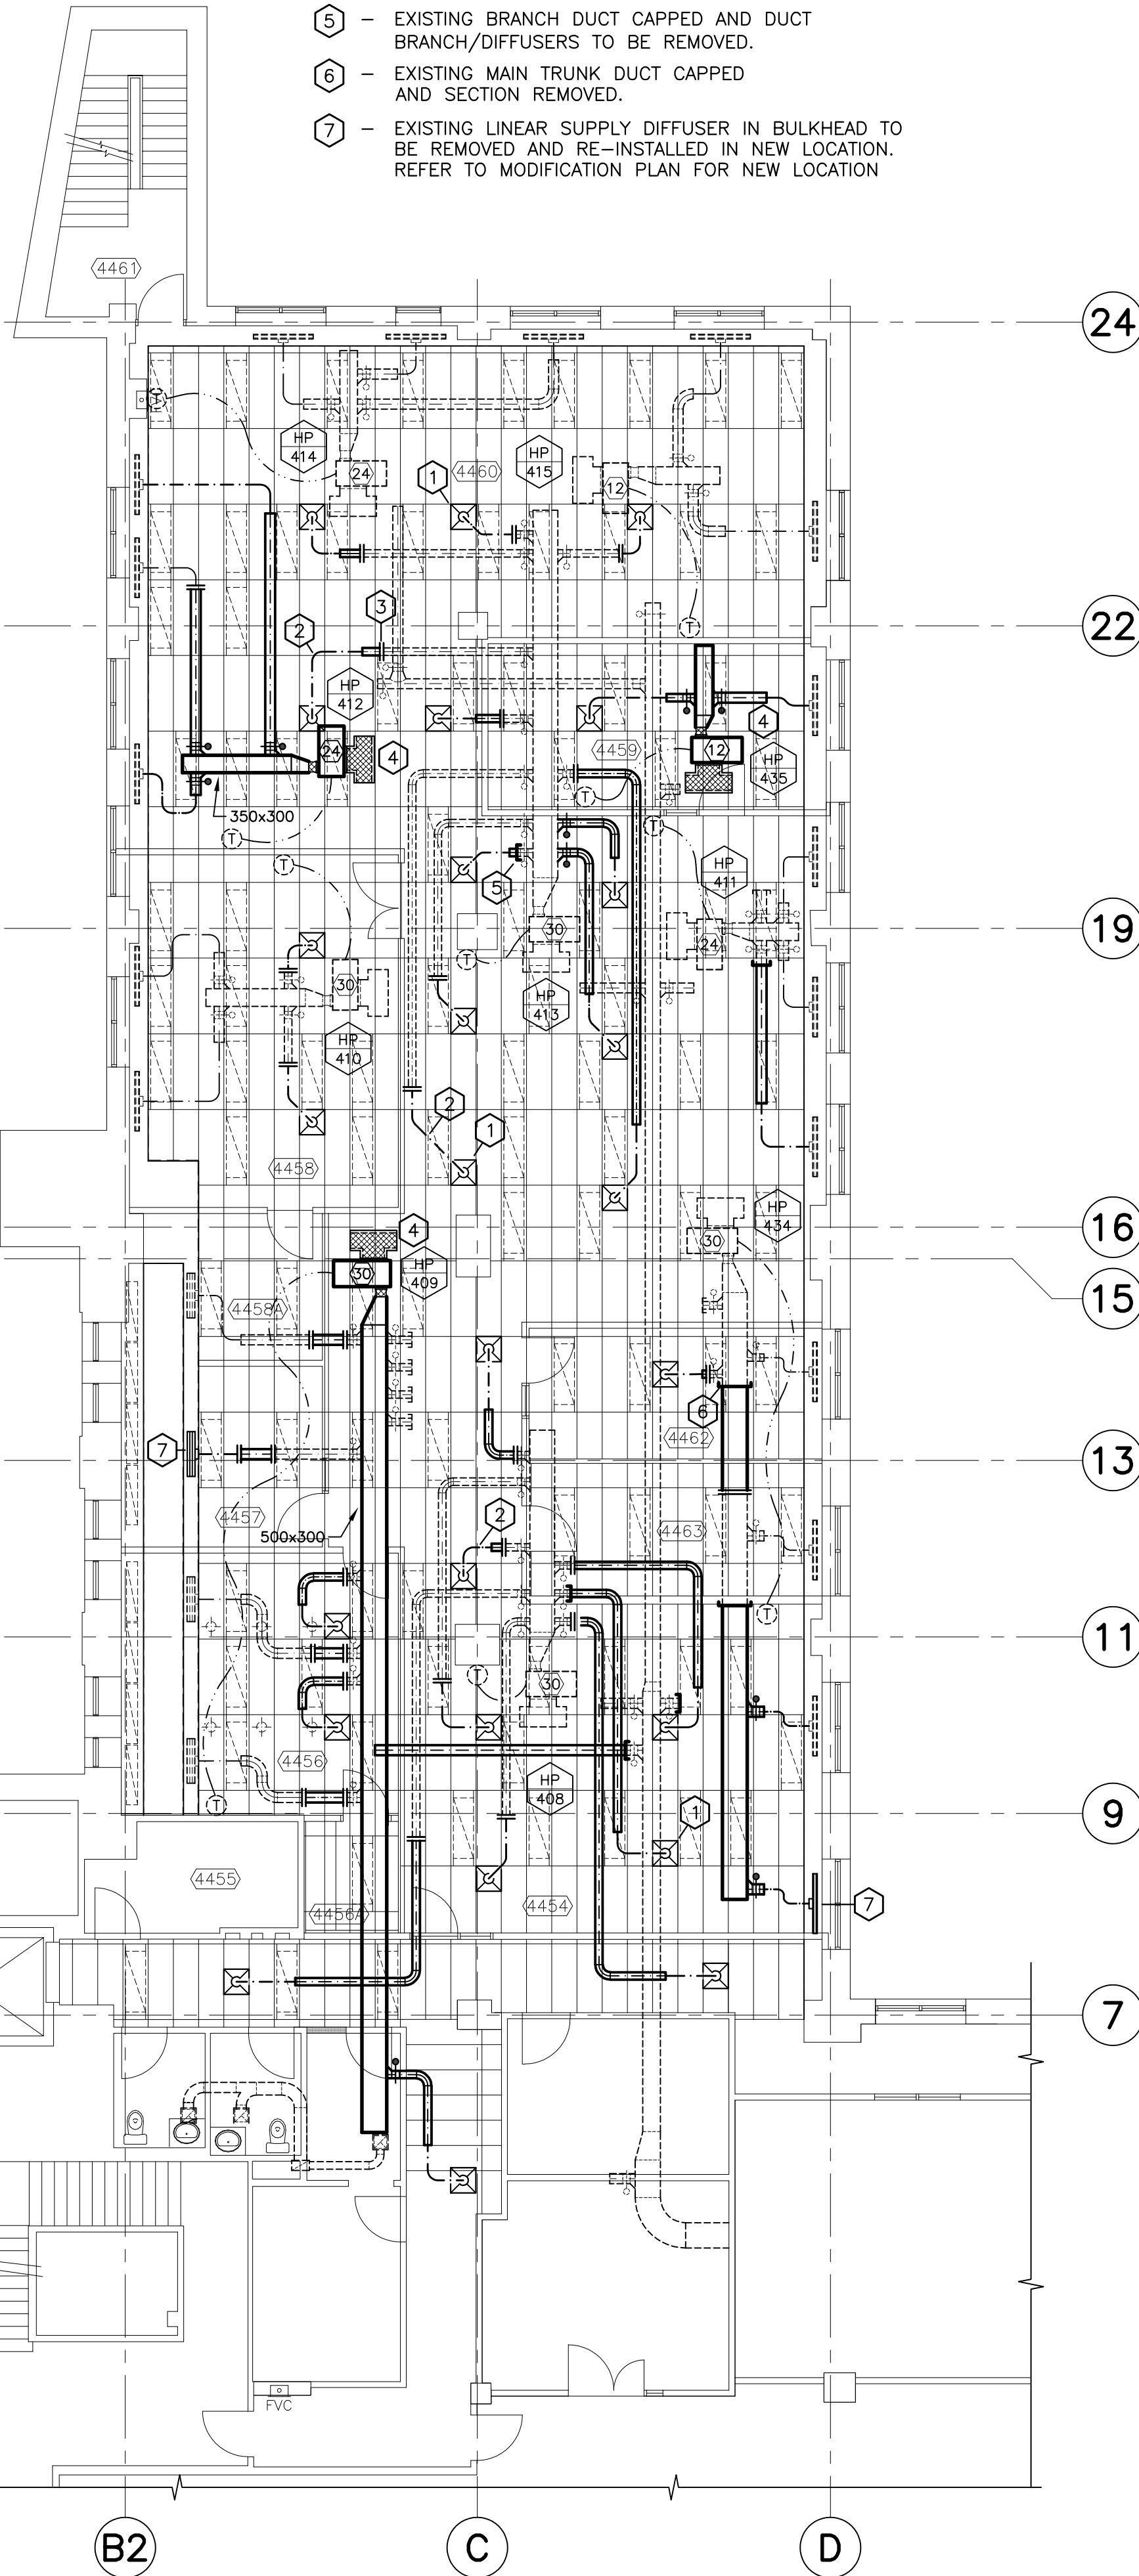 5 – EXISTING BRANCH DUCT CAPPED AND DUCT
BRANCH/DIFFUSERS TO BE REMOVED.
6 – EXISTING MAIN TRUNK DUCT CAPPED
AND SECTION REMOVED.
7 – EXISTING LINEAR SUPPLY DIFFUSER IN BULKHEAD TO
BE REMOVED AND RE–INSTALLED IN NEW LOCATION.
REFER TO MODIFICATION PLAN FOR NEW LOCATION
4461
24
T
HP
414
24
1
4460
HP
415
12
3
2
22
T
HP
412
24
4
4459
12
4
HP
435
350x300
T
T
T
T
5
HP
411
30
19
24
T
30
HP
413
HP
410
2
1
4458
HP
434
16
4
30
30
HP
409
15
4458A
6
4462
7
13
4457
2
4463
500x300
T
11
T
30
4456
HP
408
T
1
9
4455
7
4456A
4454
7
FVC
B2
C
D